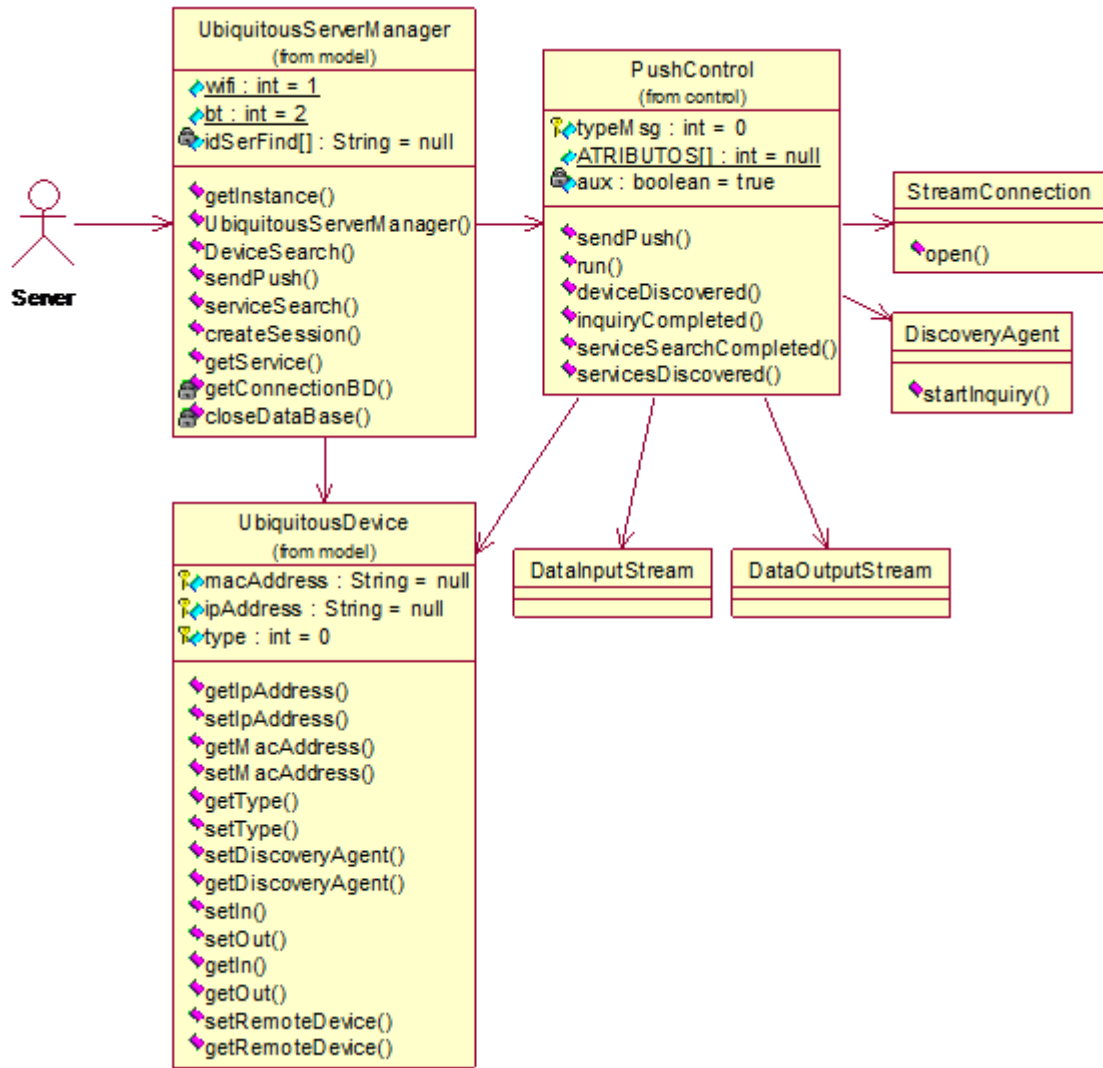 UbiquitousServerManager
(from model)
wifi : int = 1
bt : int = 2
idSerFind[] : String = null
getInstance()
UbiquitousServerManager()
DeviceSearch()
sendPush()
serviceSearch()
createSession()
getService()
getConnectionBD()
closeDataBase()
PushControl
(from control)
typeMsg : int = 0
ATRIBUTOS[] : int = null
aux : boolean = true
sendPush()
run()
deviceDiscovered()
inquiryCompleted()
serviceSearchCompleted()
servicesDiscovered()
StreamConnection
open()
Server
DiscoveryAgent
startInquiry()
UbiquitousDevice
(from model)
macAddress : String = null
ipAddress : String = null
type : int = 0
getIpAddress()
setIpAddress()
getMacAddress()
setMacAddress()
getType()
setType()
setDiscoveryAgent()
getDiscoveryAgent()
setIn()
setOut()
getIn()
getOut()
setRemoteDevice()
getRemoteDevice()
DataInputStream
DataOutputStream